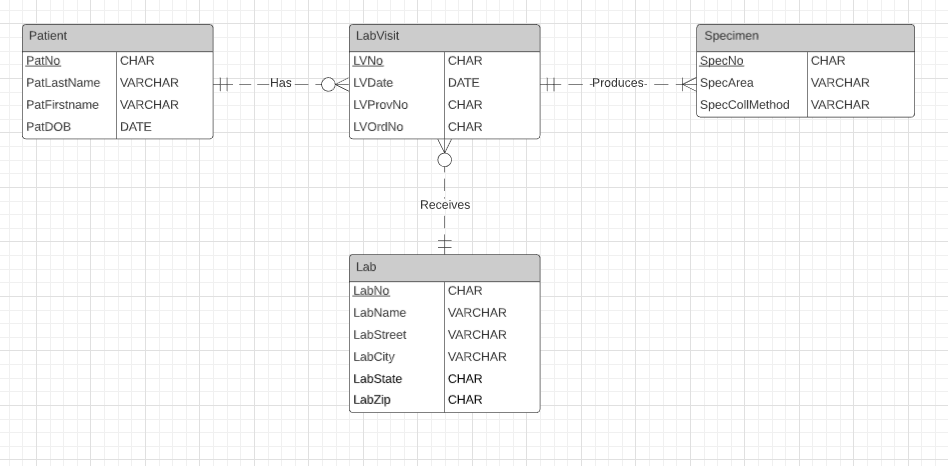 Patient
PatNo CHAR
PatLastName VARCHAR
PatFirstname VARCHAR
PatDOB DATE
Has
LabVisit
LVNo CHAR
LVDate DATE
LVProvNo CHAR
LVOrdNo CHAR
Produces
Specimen
SpecNo CHAR
SpecArea VARCHAR
SpecCollMethod VARCHAR
Receives
Lab
LabNo CHAR
LabName VARCHAR
LabStreet VARCHAR
LabCity VARCHAR
LabState CHAR
LabZip CHAR